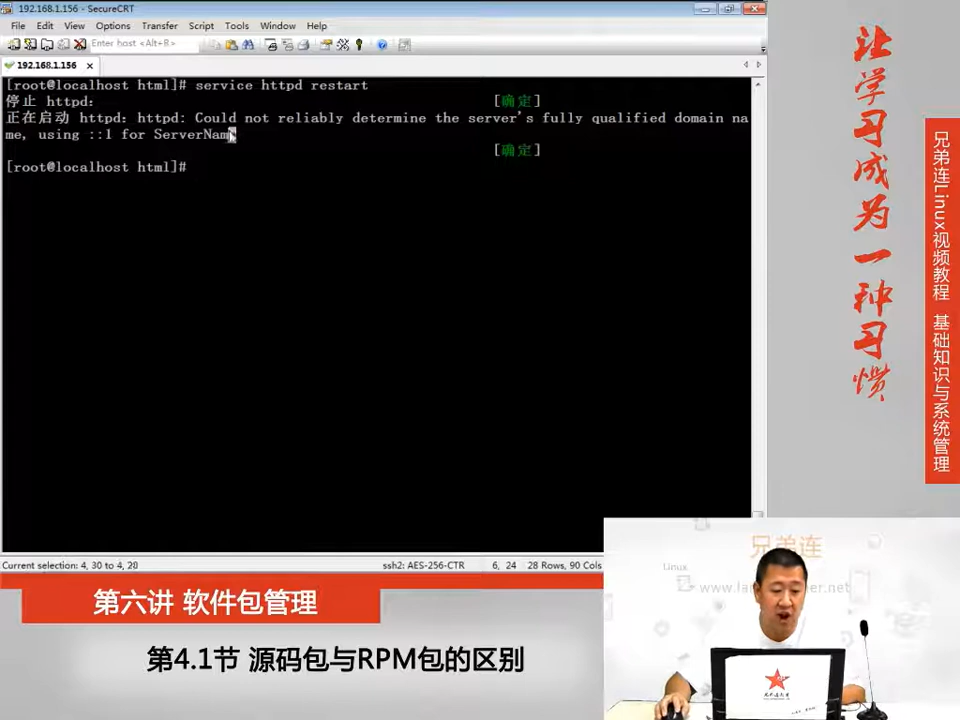 192.168.1.156 - SecureCRT
File Edit View Options Transfer Script Tools Window Help
Enter host <Alt+R>
192.168.1.156
[root@localhost html]# service httpd restart
停止 httpd: [确定]
正在启动 httpd: httpd: Could not reliably determine the server's fully qualified domain na
me, using ::1 for ServerName
[确定]
[root@localhost html]#
Current selection: 4, 30 to 4, 20 ssh2: AES-256-CTR 6, 24 28 Rows, 90 Cols
让学习成为一种习惯
兄弟连Linux视频教程 基础知识与系统管理
兄弟连
Linux
第六讲 软件包管理
第4.1节 源码包与RPM包的区别